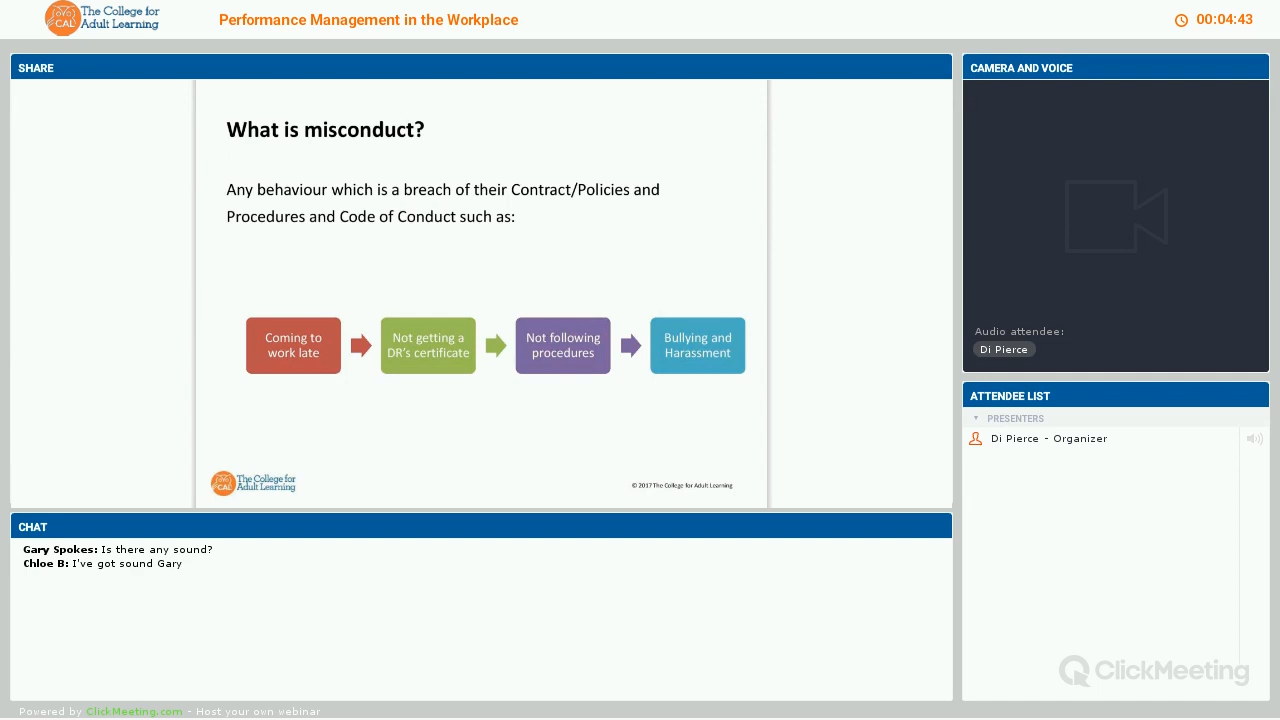 The College for
Adult Learning
CAL
Performance Management in the Workplace
00:04:43
SHARE
What is misconduct?
Any behaviour which is a breach of their Contract/Policies and
Procedures and Code of Conduct such as:
Coming to
work late
Not getting a
DR's certificate
Not following
procedures
Bullying and
Harassment
The College for
Adult Learning
CAL
© 2017 The College for Adult Learning
CAMERA AND VOICE
Audio attendee:
Di Pierce
ATTENDEE LIST
PRESENTERS
Di Pierce - Organizer
CHAT
Gary Spokes: Is there any sound?
Chloe B: I've got sound Gary
ClickMeeting
Powered by ClickMeeting.com - Host your own webinar